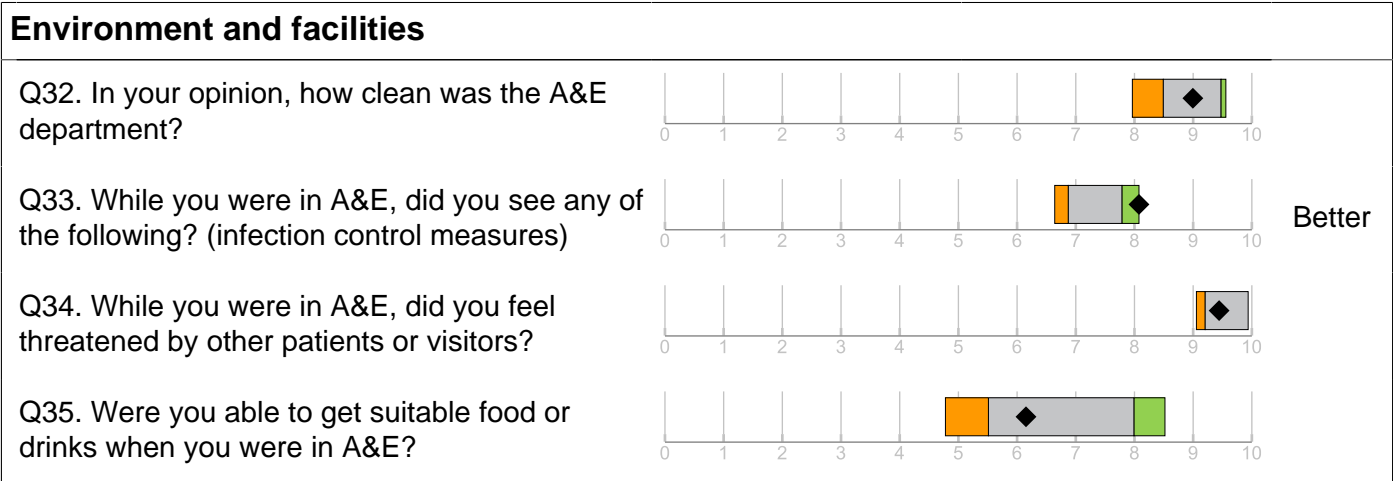 Environment and facilities
Q32. In your opinion, how clean was the A&E
department?
0 1 2 3 4 5 6 7 8 9 10
Q33. While you were in A&E, did you see any of
the following? (infection control measures)
0 1 2 3 4 5 6 7 8 9 10
Better
Q34. While you were in A&E, did you feel
threatened by other patients or visitors?
0 1 2 3 4 5 6 7 8 9 10
Q35. Were you able to get suitable food or
drinks when you were in A&E?
0 1 2 3 4 5 6 7 8 9 10